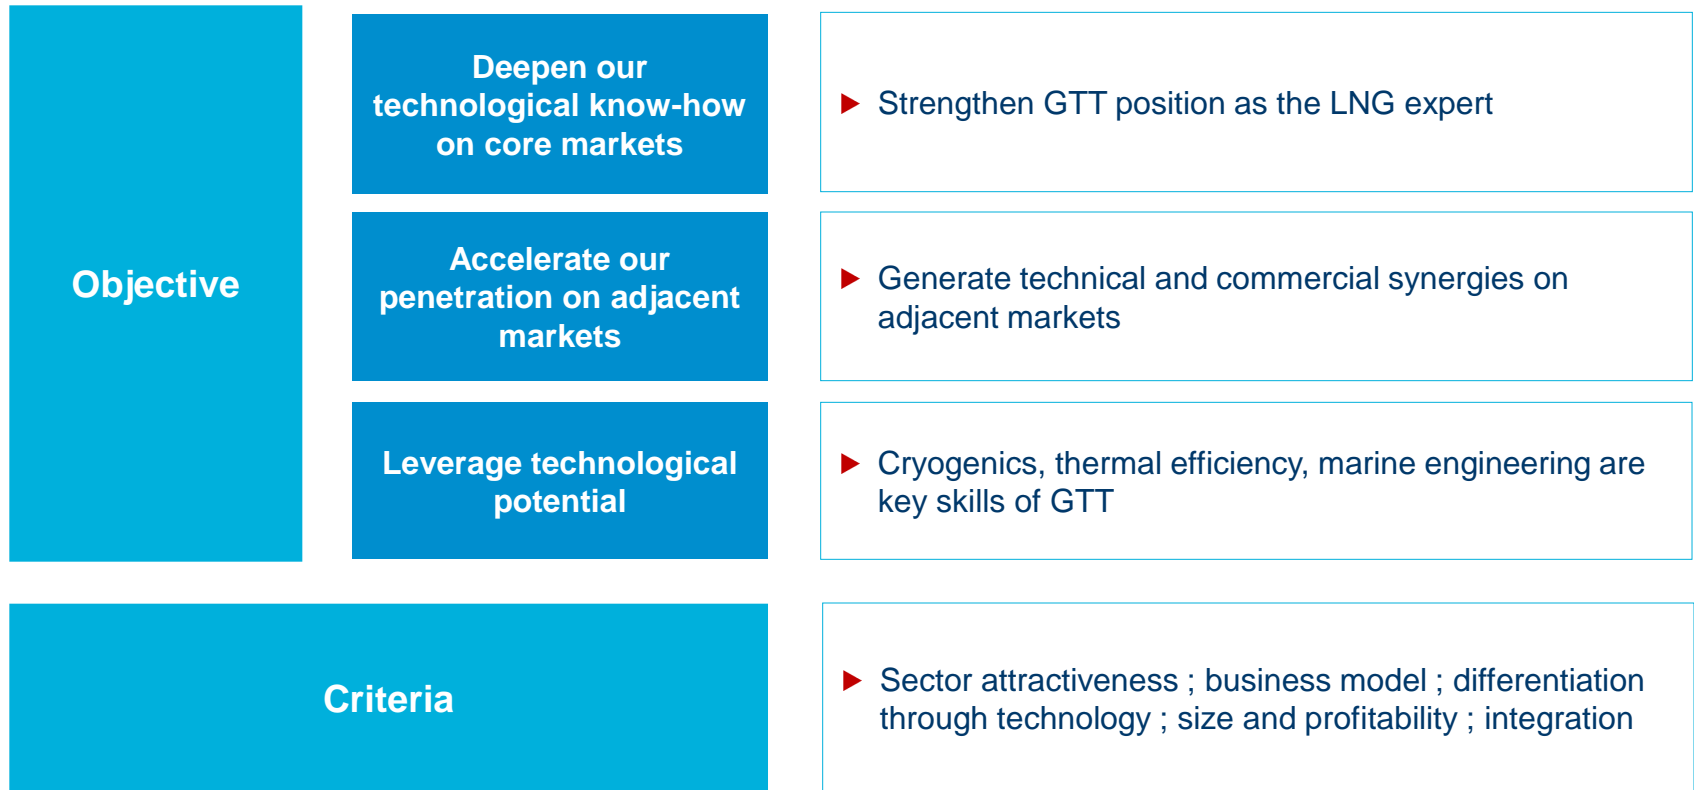 Objective
Deepen our
technological know-how
on core markets
Strengthen GTT position as the LNG expert
Accelerate our
penetration on adjacent
markets
Generate technical and commercial synergies on
adjacent markets
Leverage technological
potential
Cryogenics, thermal efficiency, marine engineering are
key skills of GTT
Criteria
Sector attractiveness ; business model ; differentiation
through technology ; size and profitability ; integration